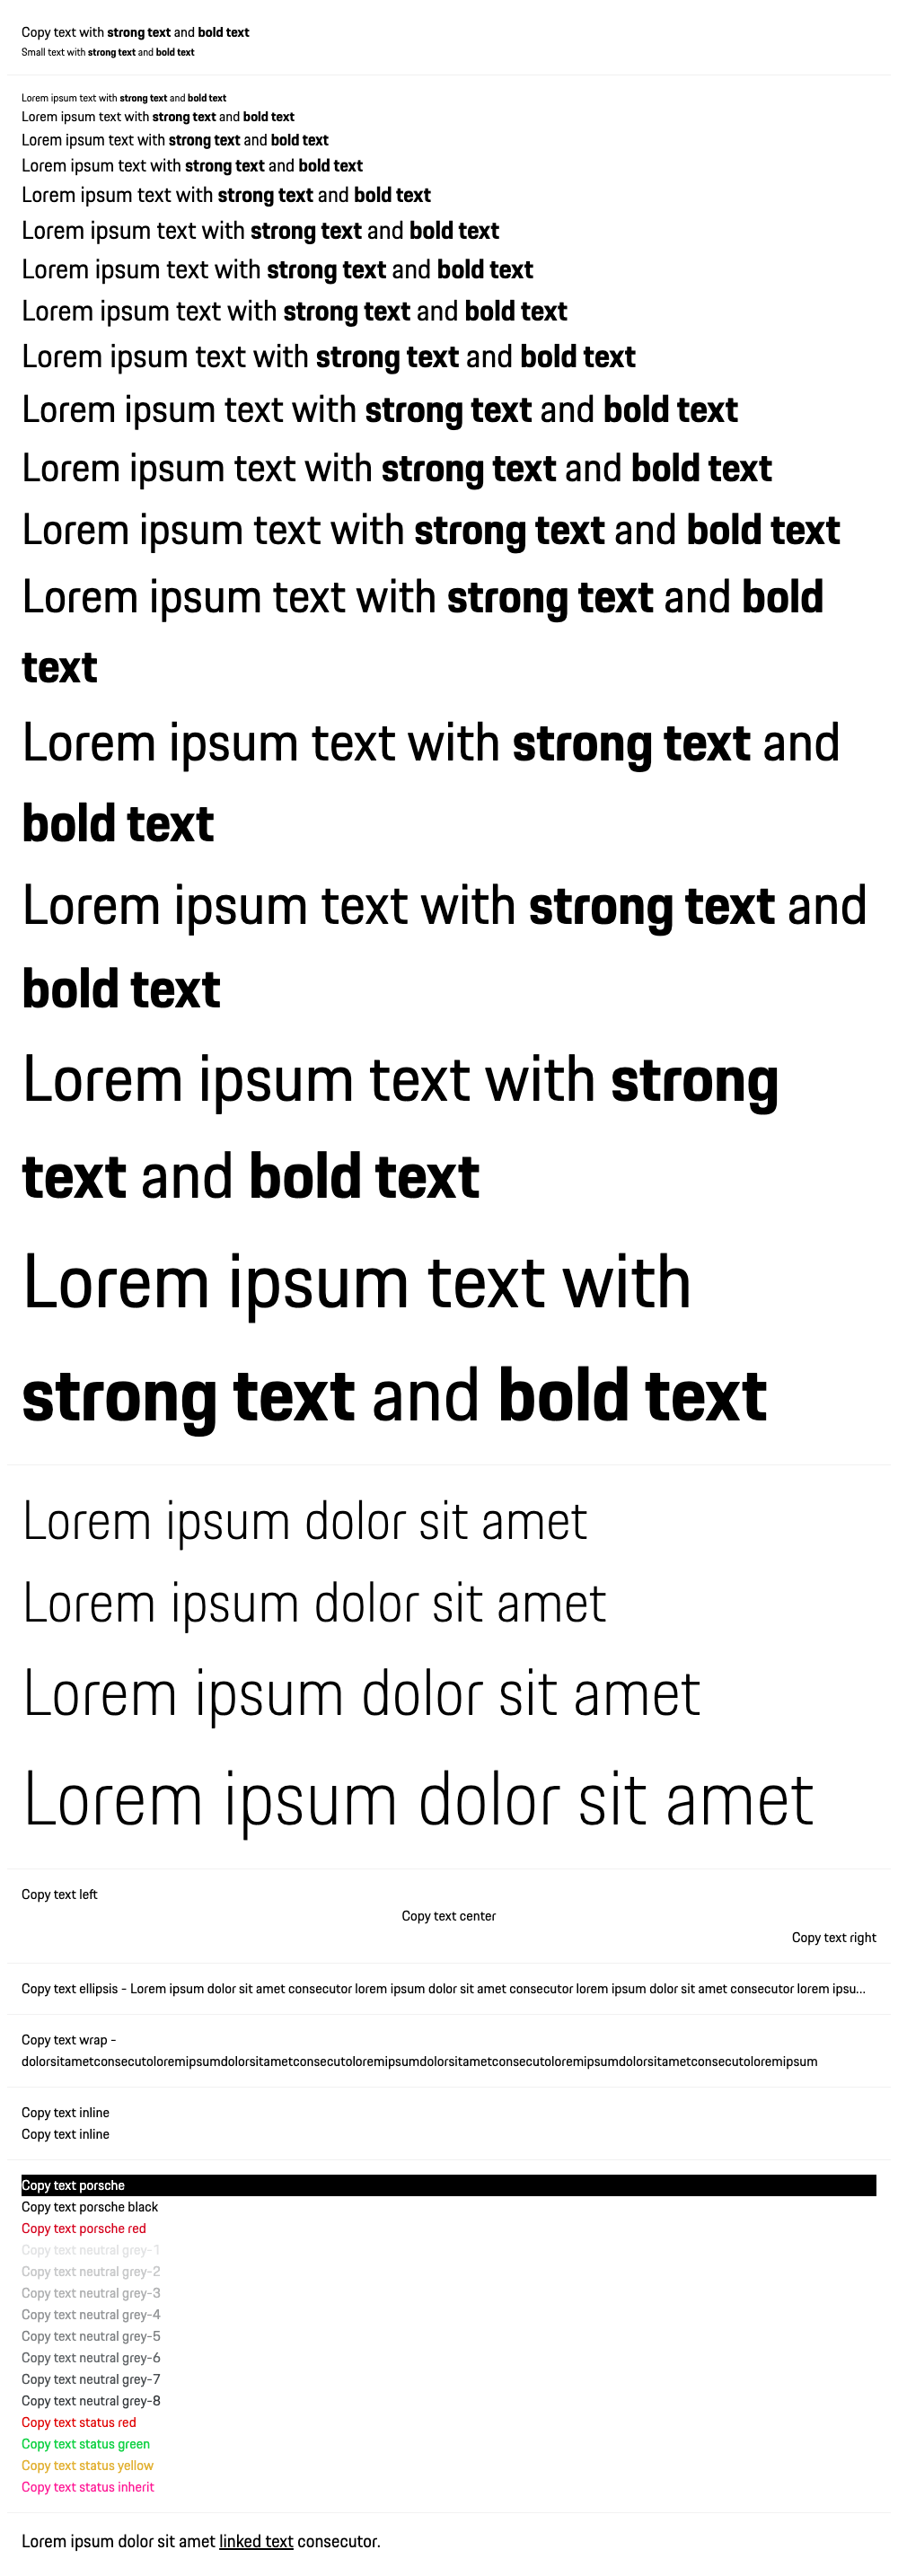 Copy text with strong text and bold text
Small text with strong text and bold text
Lorem ipsum text with strong text and bold text
Lorem ipsum text with strong text and bold text
Lorem ipsum text with strong text and bold text
Lorem ipsum text with strong text and bold text
Lorem ipsum text with strong text and bold text
Lorem ipsum text with strong text and bold text
Lorem ipsum text with strong text and bold text
Lorem ipsum text with strong text and bold text
Lorem ipsum text with strong text and bold text
Lorem ipsum text with strong text and bold text
Lorem ipsum text with strong text and bold text
Lorem ipsum text with strong text and bold text
Lorem ipsum text with strong text and bold
text
Lorem ipsum text with strong text and
bold text
Lorem ipsum text with strong text and
bold text
Lorem ipsum text with strong
text and bold text
Lorem ipsum text with
strong text and bold text
Lorem ipsum dolor sit amet
Lorem ipsum dolor sit amet
Lorem ipsum dolor sit amet
Lorem ipsum dolor sit amet
Copy text left
Copy text center
Copy text right
Copy text ellipsis - Lorem ipsum dolor sit amet consecutor lorem ipsum dolor sit amet consecutor lorem ipsum dolor sit amet consecutor lorem ipsu...
Copy text wrap -
dolorsitametconsecutoloremipsumdolorsitametconsecutoloremipsumdolorsitametconsecutoloremipsumdolorsitametconsecutoloremipsum
Copy text inline
Copy text inline
Copy text porsche
Copy text porsche black
Copy text porsche red
Copy text neutral grey-1
Copy text neutral grey-2
Copy text neutral grey-3
Copy text neutral grey-4
Copy text neutral grey-5
Copy text neutral grey-6
Copy text neutral grey-7
Copy text neutral grey-8
Copy text status red
Copy text status green
Copy text status yellow
Copy text status inherit
Lorem ipsum dolor sit amet linked text consecutor.